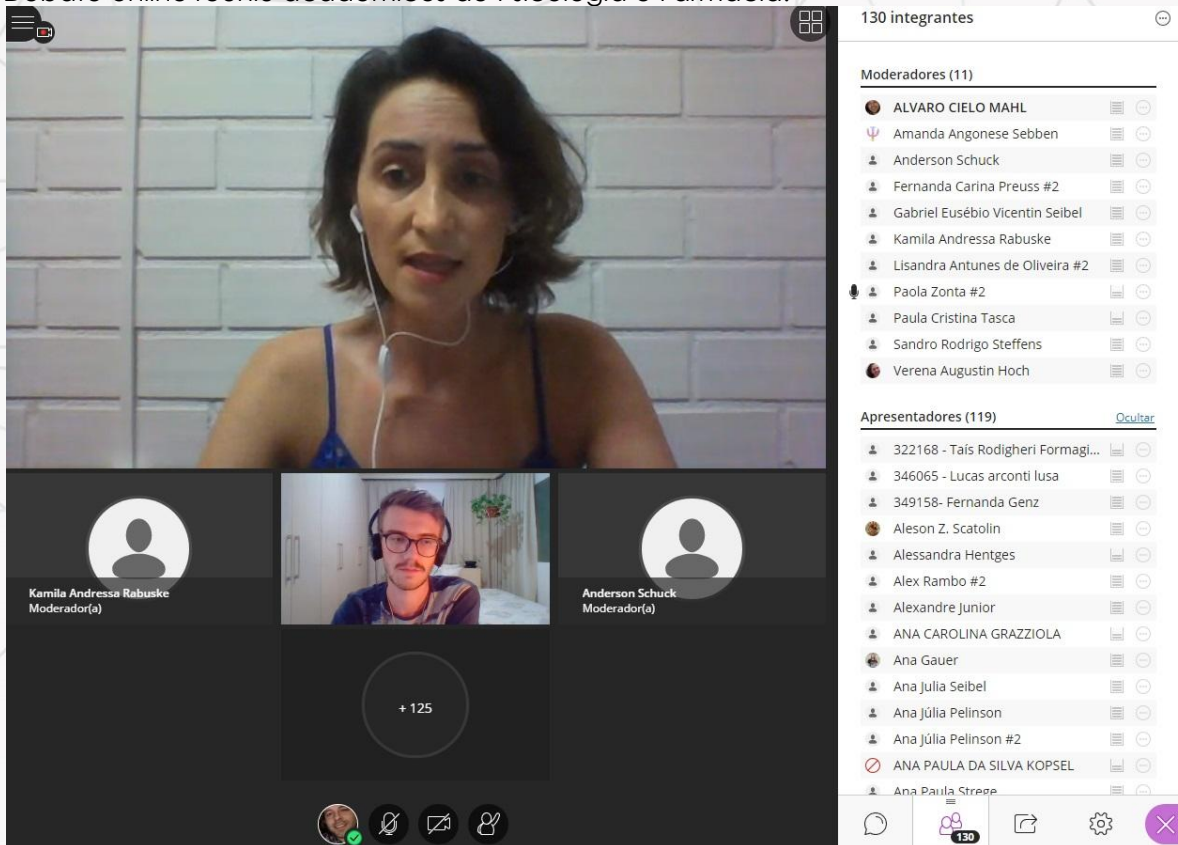 Debate online reúne acadêmicos de Psicologia e Farmácia.
130 integrantes
Moderadores (11)
ALVARO CIELO MAHL
Amanda Angonese Sebben
Anderson Schuck
Fernanda Carina Preuss #2
Gabriel Eusébio Vicentin Seibel
Kamila Andressa Rabuske
Lisandra Antunes de Oliveira #2
Paola Zonta #2
Paula Cristina Tasca
Sandro Rodrigo Steffens
Verena Augustin Hoch
Apresentadores (119)
Ocultar
322168 - Taís Rodigheri Formagi...
346065 - Lucas arconti lusa
349158- Fernanda Genz
Aleson Z. Scatolin
Alessandra Hentges
Alex Rambo #2
Alexandre Junior
ANA CAROLINA GRAZZIOLA
Ana Gauer
Ana Julia Seibel
Ana Júlia Pelinson
Ana Júlia Pelinson #2
ANA PAULA DA SILVA KOPSEL
Ana Paula Strege
Kamila Andressa Rabuske
Moderador(a)
Anderson Schuck
Moderador(a)
+ 125
130